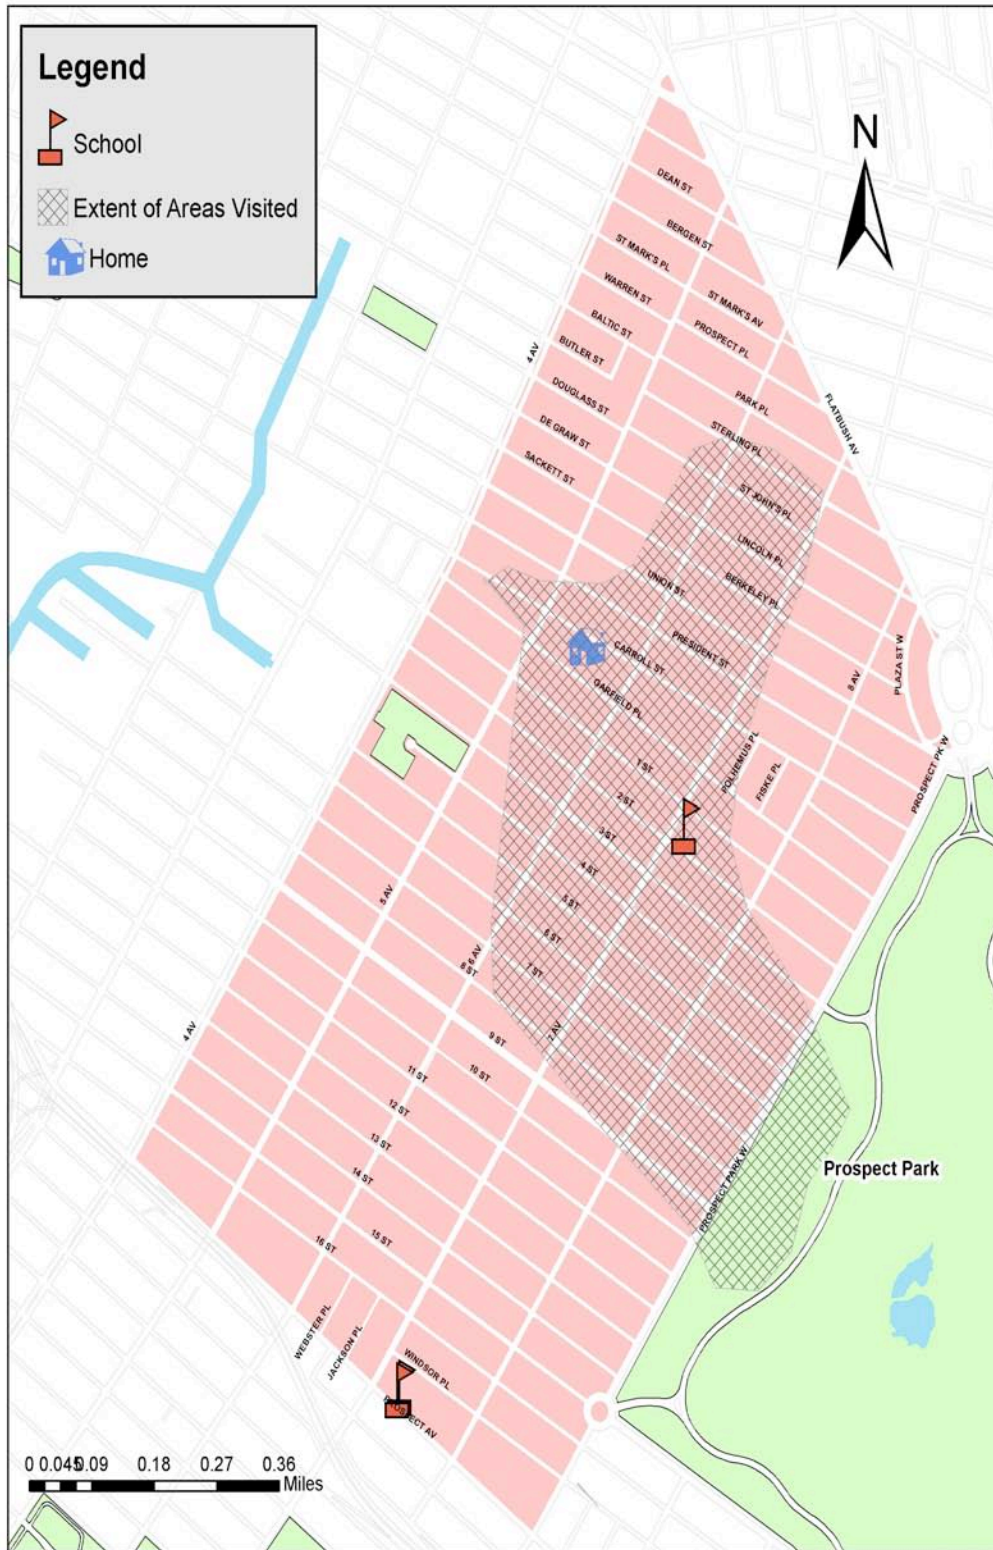 Legend
School
Extent of Areas Visited
Home
N
DEAN ST
BERGEN ST
ST MARK'S PL
WARREN ST
ST MARK'S AV
BALTIC ST
PROSPECT PL
BUTLER ST
4 AV
DOUGLASS ST
PARK PL
FLATBUSH AV
DE GRAW ST
STERLING PL
SACKETT ST
ST JOHN'S PL
LINCOLN PL
UNION ST
BERKELEY PL
PRESIDENT ST
CARROLL ST
PLAZA ST W
8 AV
GARFIELD PL
POLHEMUS PL
1 ST
FISKE PL
PROSPECT PK W
2 ST
3 ST
4 ST
5 AV
5 ST
6 ST
6 AV
8 ST
7 ST
9 ST
7 AV
4 AV
10 ST
11 ST
12 ST
13 ST
14 ST
Prospect Park
PROSPECT PARK W
15 ST
16 ST
WEBSTER PL
JACKSON PL
WINDSOR PL
PROSPECT AV
0 0.045 0.09 0.18 0.27 0.36
Miles